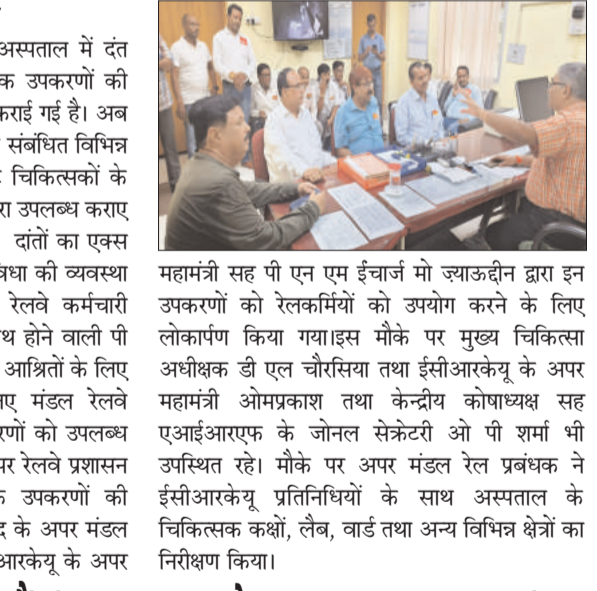 अस्पताल में दंत
क उपकरणों की
कराई गई है। अब
संबंधित विभिन्न
चिकित्सकों के
रा उपलब्ध कराए
दांतों का एक्स
विधा की व्यवस्था
रेलवे कर्मचारी
थ होने वाली पी
आश्रितों के लिए
लए मंडल रेलवे
रणों को उपलब्ध
पर रेलवे प्रशासन
क उपकरणों की
द के अपर मंडल
आरकेयू के अपर
महामंत्री सह पी एन एम ईंचार्ज मो ज़्याऊद्दीन द्वारा इन
उपकरणों को रेलकर्मियों को उपयोग करने के लिए
लोकार्पण किया गया।इस मौके पर मुख्य चिकित्सा
अधीक्षक डी एल चौरसिया तथा ईसीआरकेयू के अपर
महामंत्री ओमप्रकाश तथा केन्द्रीय कोषाध्यक्ष सह
एआईआरएफ के जोनल सेक्रेटरी ओ पी शर्मा भी
उपस्थित रहे। मौके पर अपर मंडल रेल प्रबंधक ने
ईसीआरकेयू प्रतिनिधियों के साथ अस्पताल के
चिकित्सक कक्षों, लैब, वार्ड तथा अन्य विभिन्न क्षेत्रों का
निरीक्षण किया।